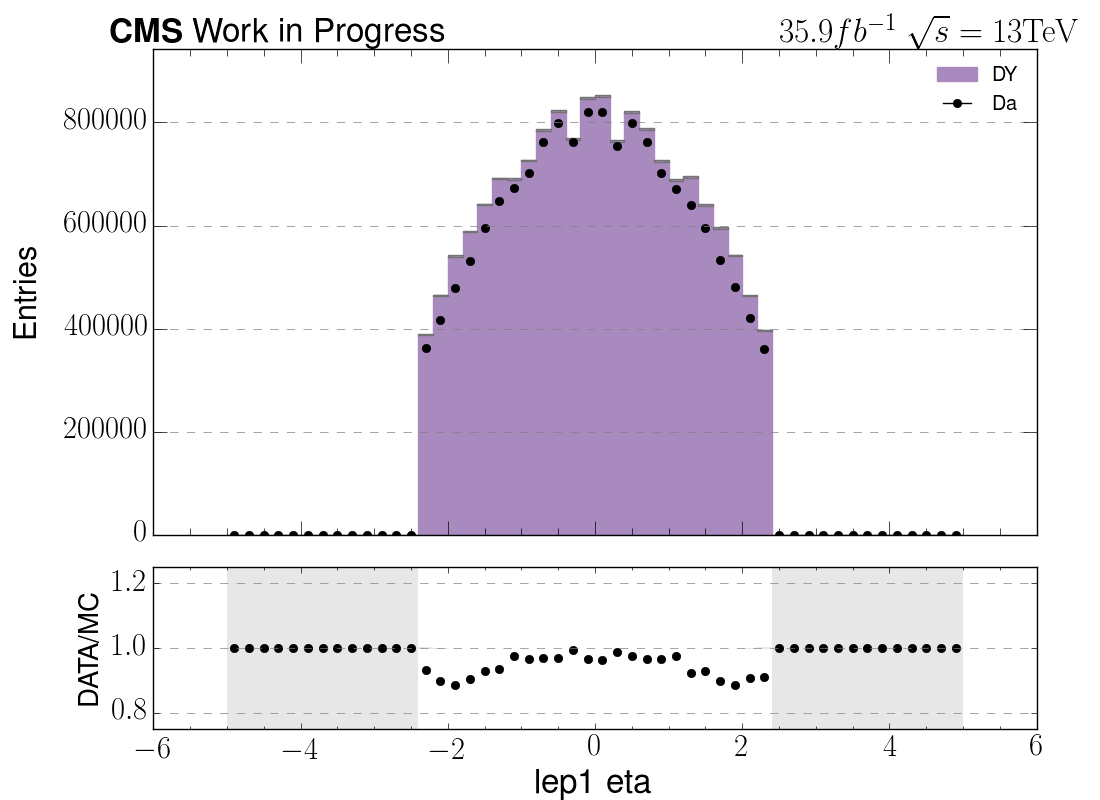 CMS Work in Progress 35.9fb⁻¹ √s = 13TeV
DY
Da
800000
600000
400000
200000
0
Entries
1.2
1.0
0.8
DATA/MC
−6 −4 −2 0 2 4 6
lep1 eta